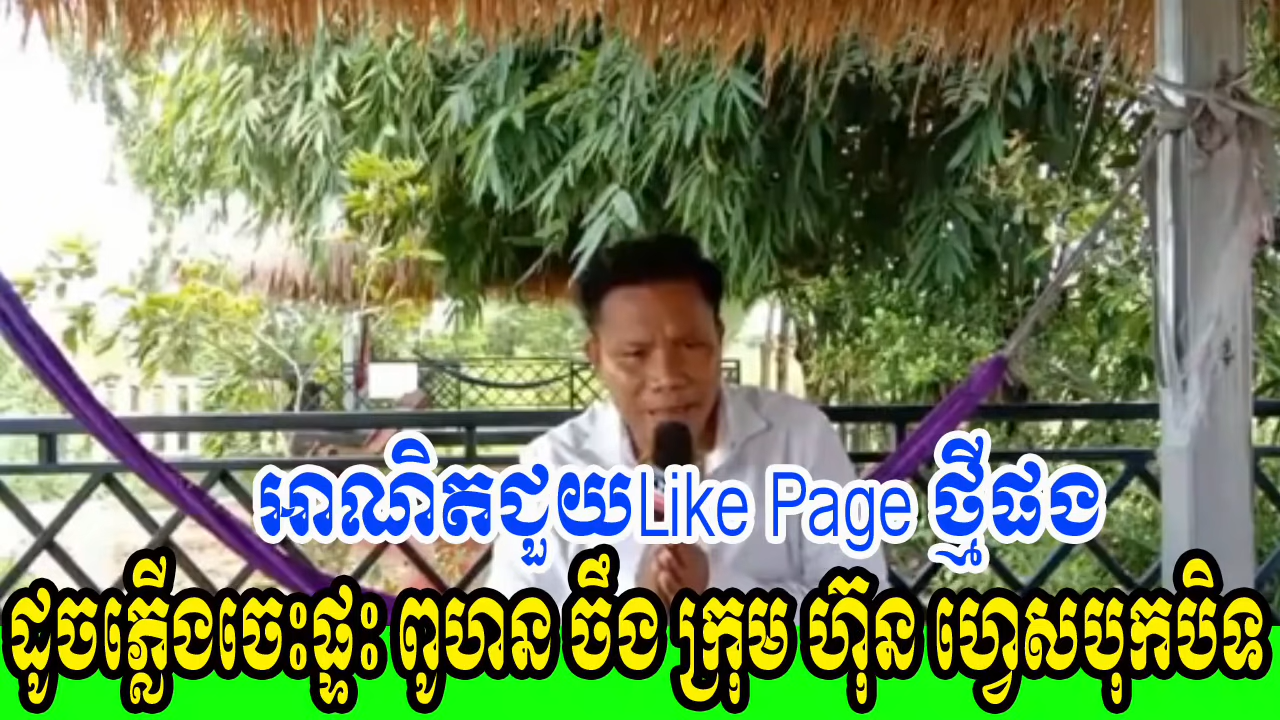 អាណិតជួយLike Page ថ្មីផង
ដូចភ្លើងចេះផ្ទះ ពូហាន ចឹង ក្រុម ហ៊ុន ហ្វេសបុកបិទ